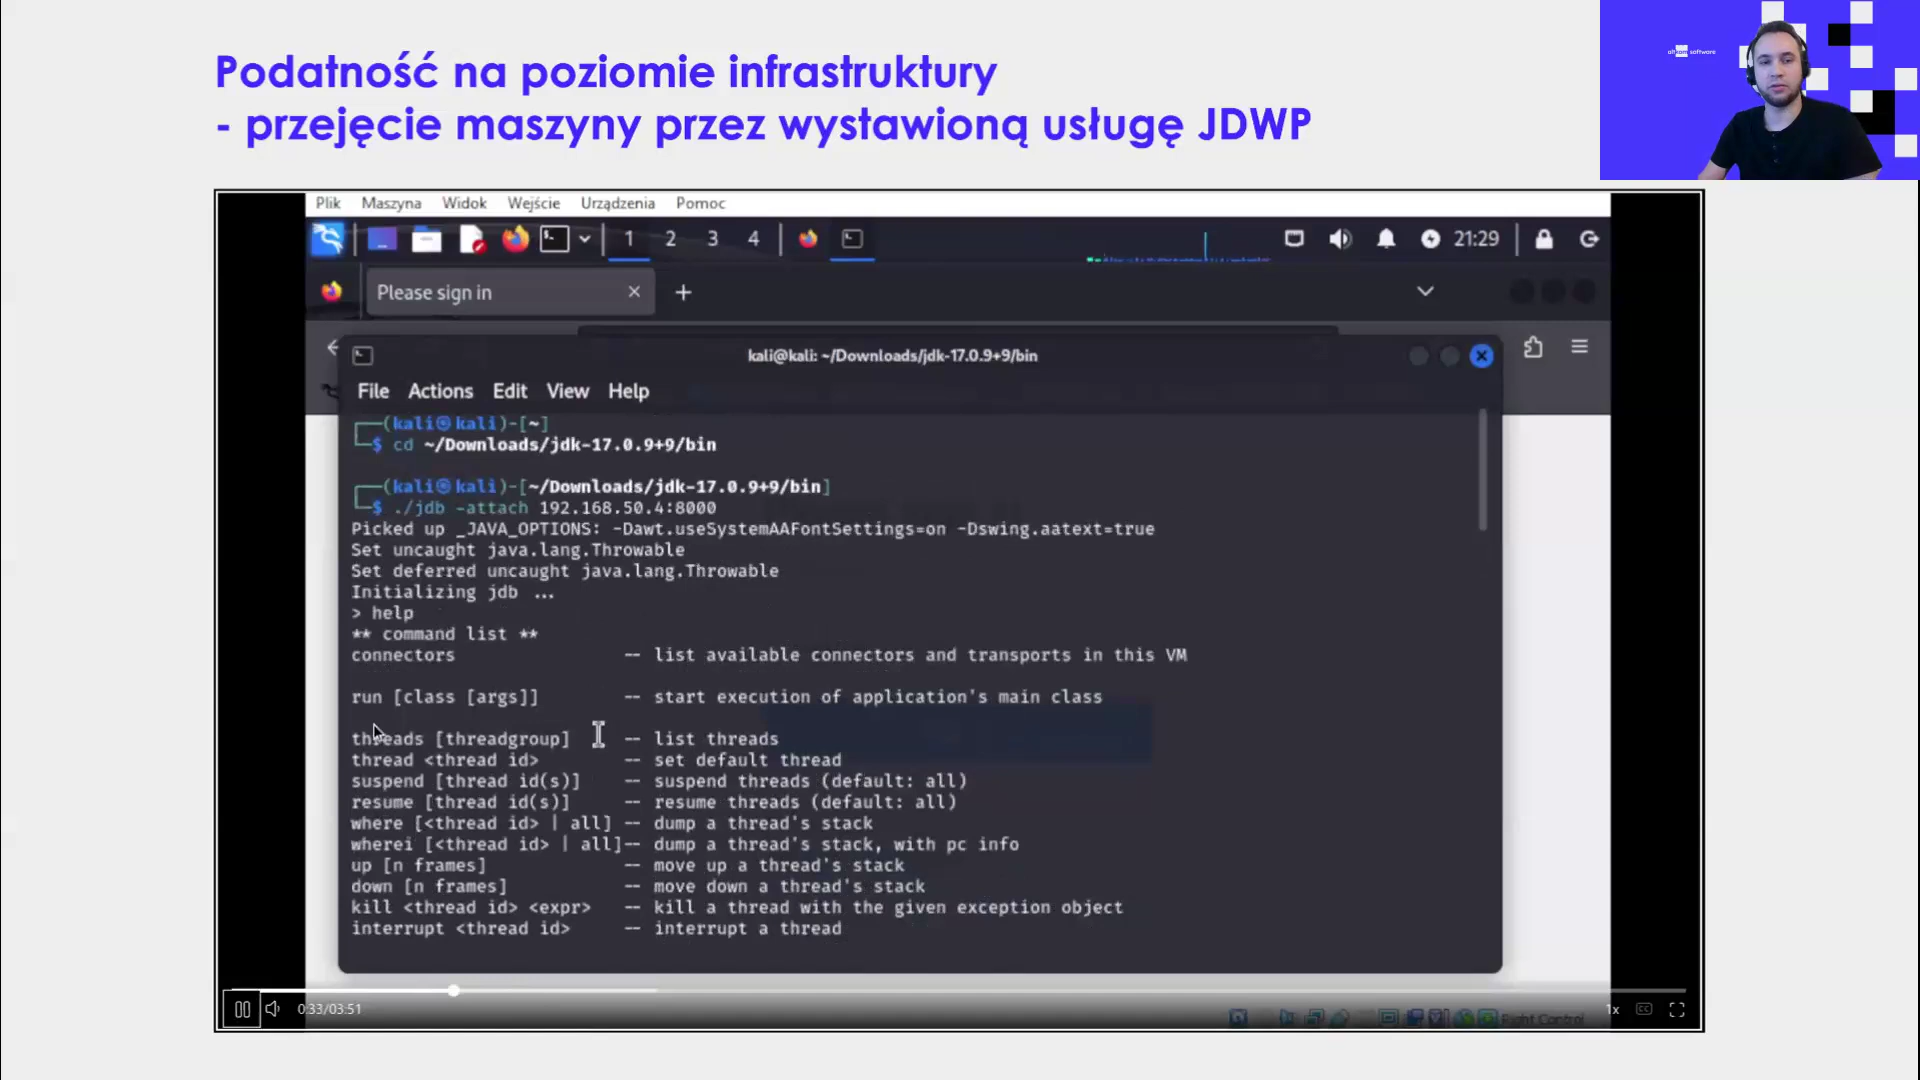 Podatność na poziomie infrastruktury
- przejęcie maszyny przez wystawioną usługę JDWP
Plik Maszyna Widok Wejście Urządzenia Pomoc
1 2 3 4 21:29
Please sign in
kali@kali: ~/Downloads/jdk-17.0.9+9/bin
File Actions Edit View Help
(kali㉿kali)-[~]
$ cd ~/Downloads/jdk-17.0.9+9/bin
(kali㉿kali)-[~/Downloads/jdk-17.0.9+9/bin]
$ ./jdb -attach 192.168.50.4:8000
Picked up _JAVA_OPTIONS: -Dawt.useSystemAAFontSettings=on -Dswing.aatext=true
Set uncaught java.lang.Throwable
Set deferred uncaught java.lang.Throwable
Initializing jdb ...
> help
** command list **
connectors -- list available connectors and transports in this VM
run [class [args]] -- start execution of application's main class
threads [threadgroup] -- list threads
thread <thread id> -- set default thread
suspend [thread id(s)] -- suspend threads (default: all)
resume [thread id(s)] -- resume threads (default: all)
where [<thread id> | all] -- dump a thread's stack
wherei [<thread id> | all]-- dump a thread's stack, with pc info
up [n frames] -- move up a thread's stack
down [n frames] -- move down a thread's stack
kill <thread id> <expr> -- kill a thread with the given exception object
interrupt <thread id> -- interrupt a thread
0:33/03:51
1x
Right Control